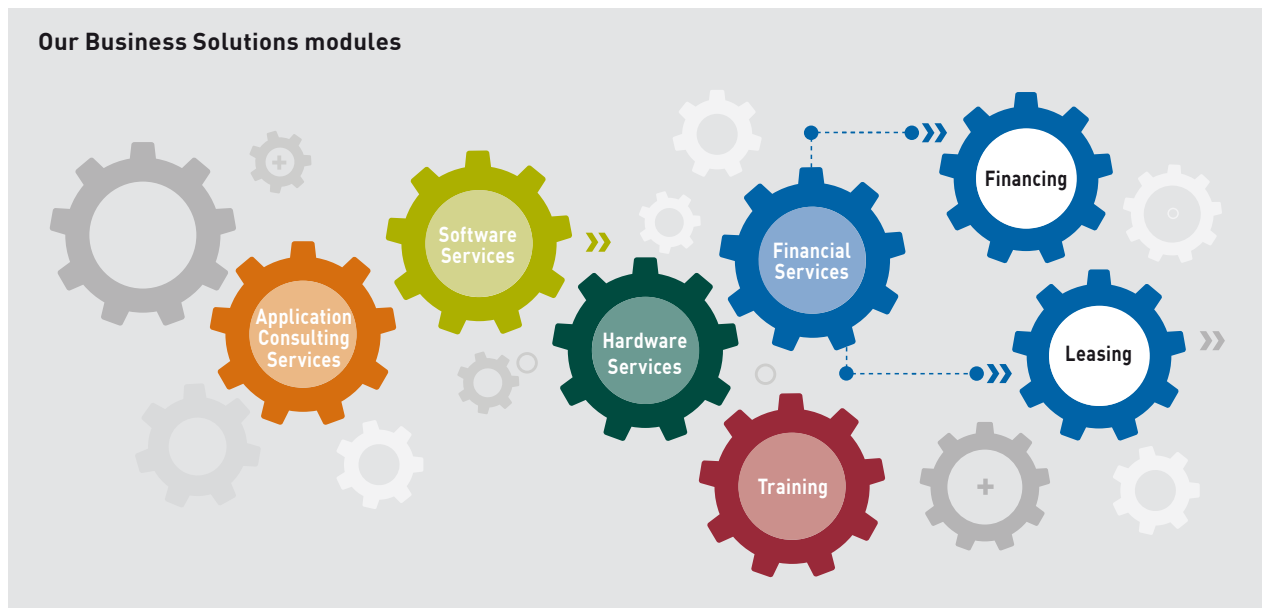 Our Business Solutions modules
Application
Consulting
Services
Software
Services
Hardware
Services
Financial
Services
Training
Financing
Leasing